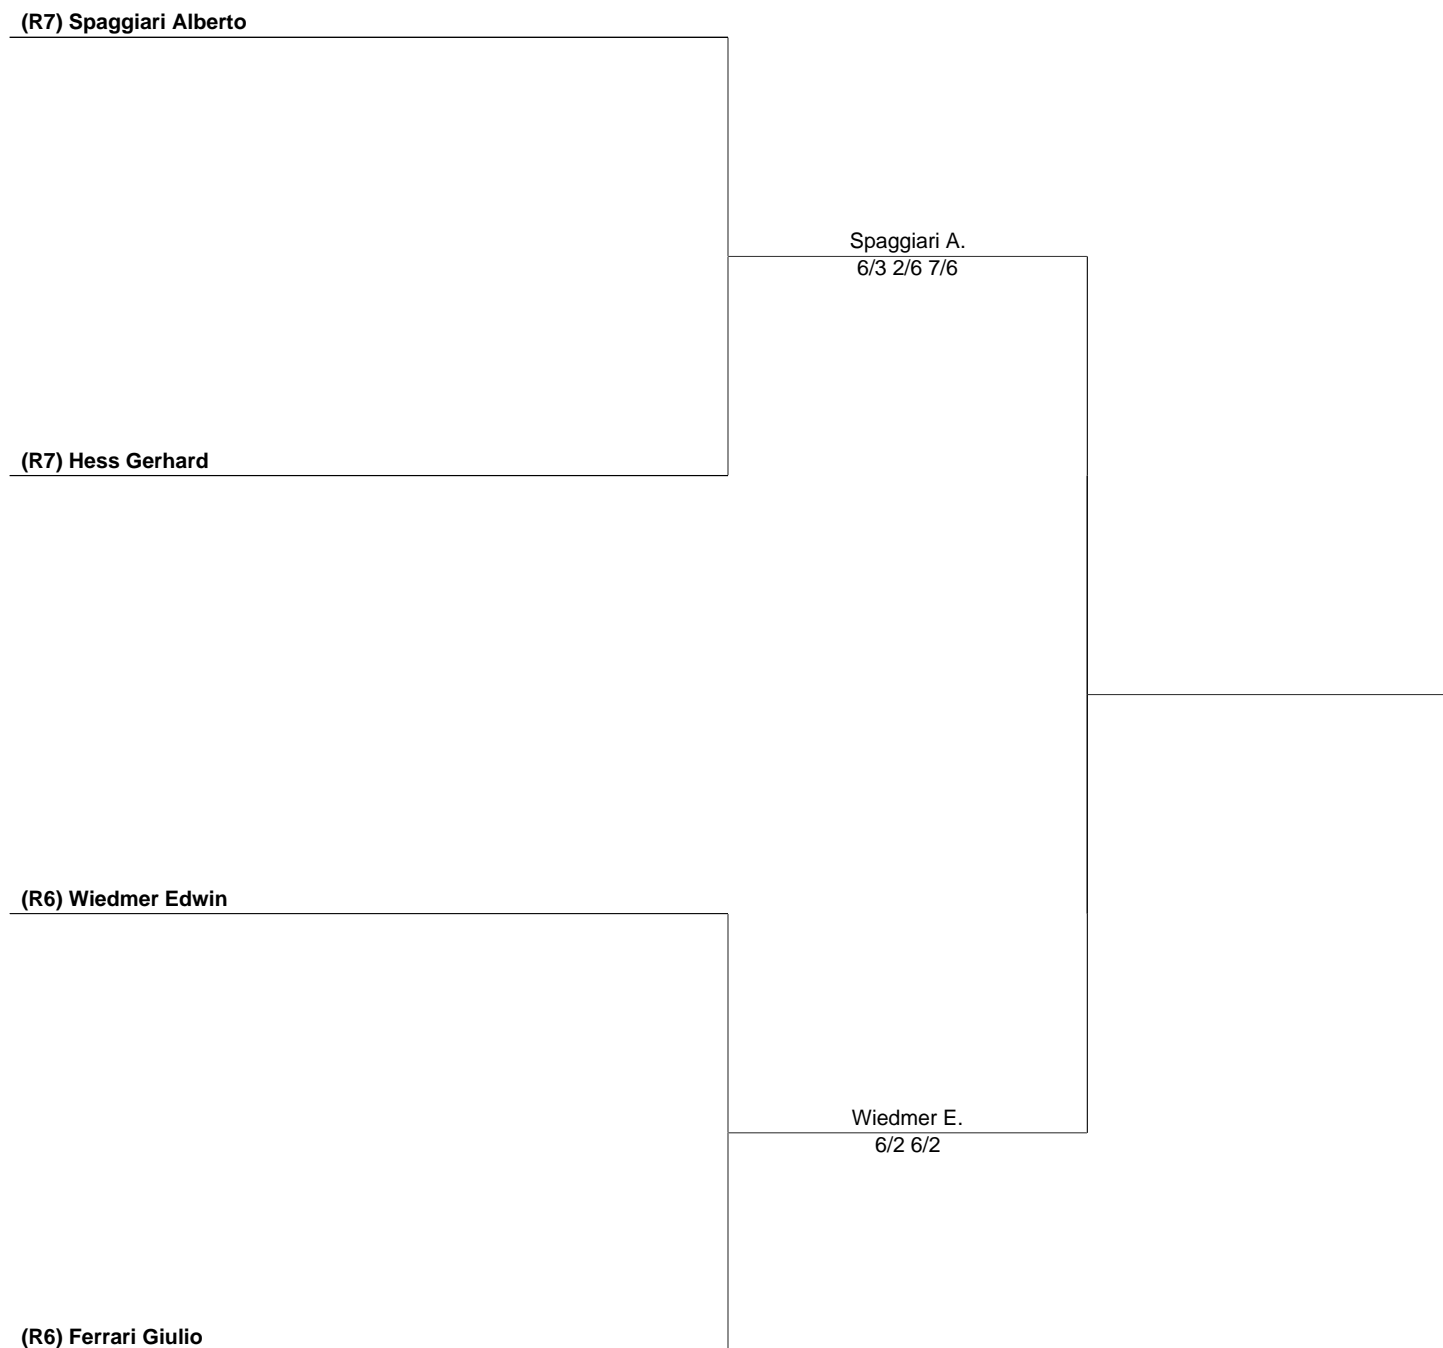 (R7) Spaggiari Alberto
Spaggiari A.
6/3 2/6 7/6
(R7) Hess Gerhard
(R6) Wiedmer Edwin
Wiedmer E.
6/2 6/2
(R6) Ferrari Giulio